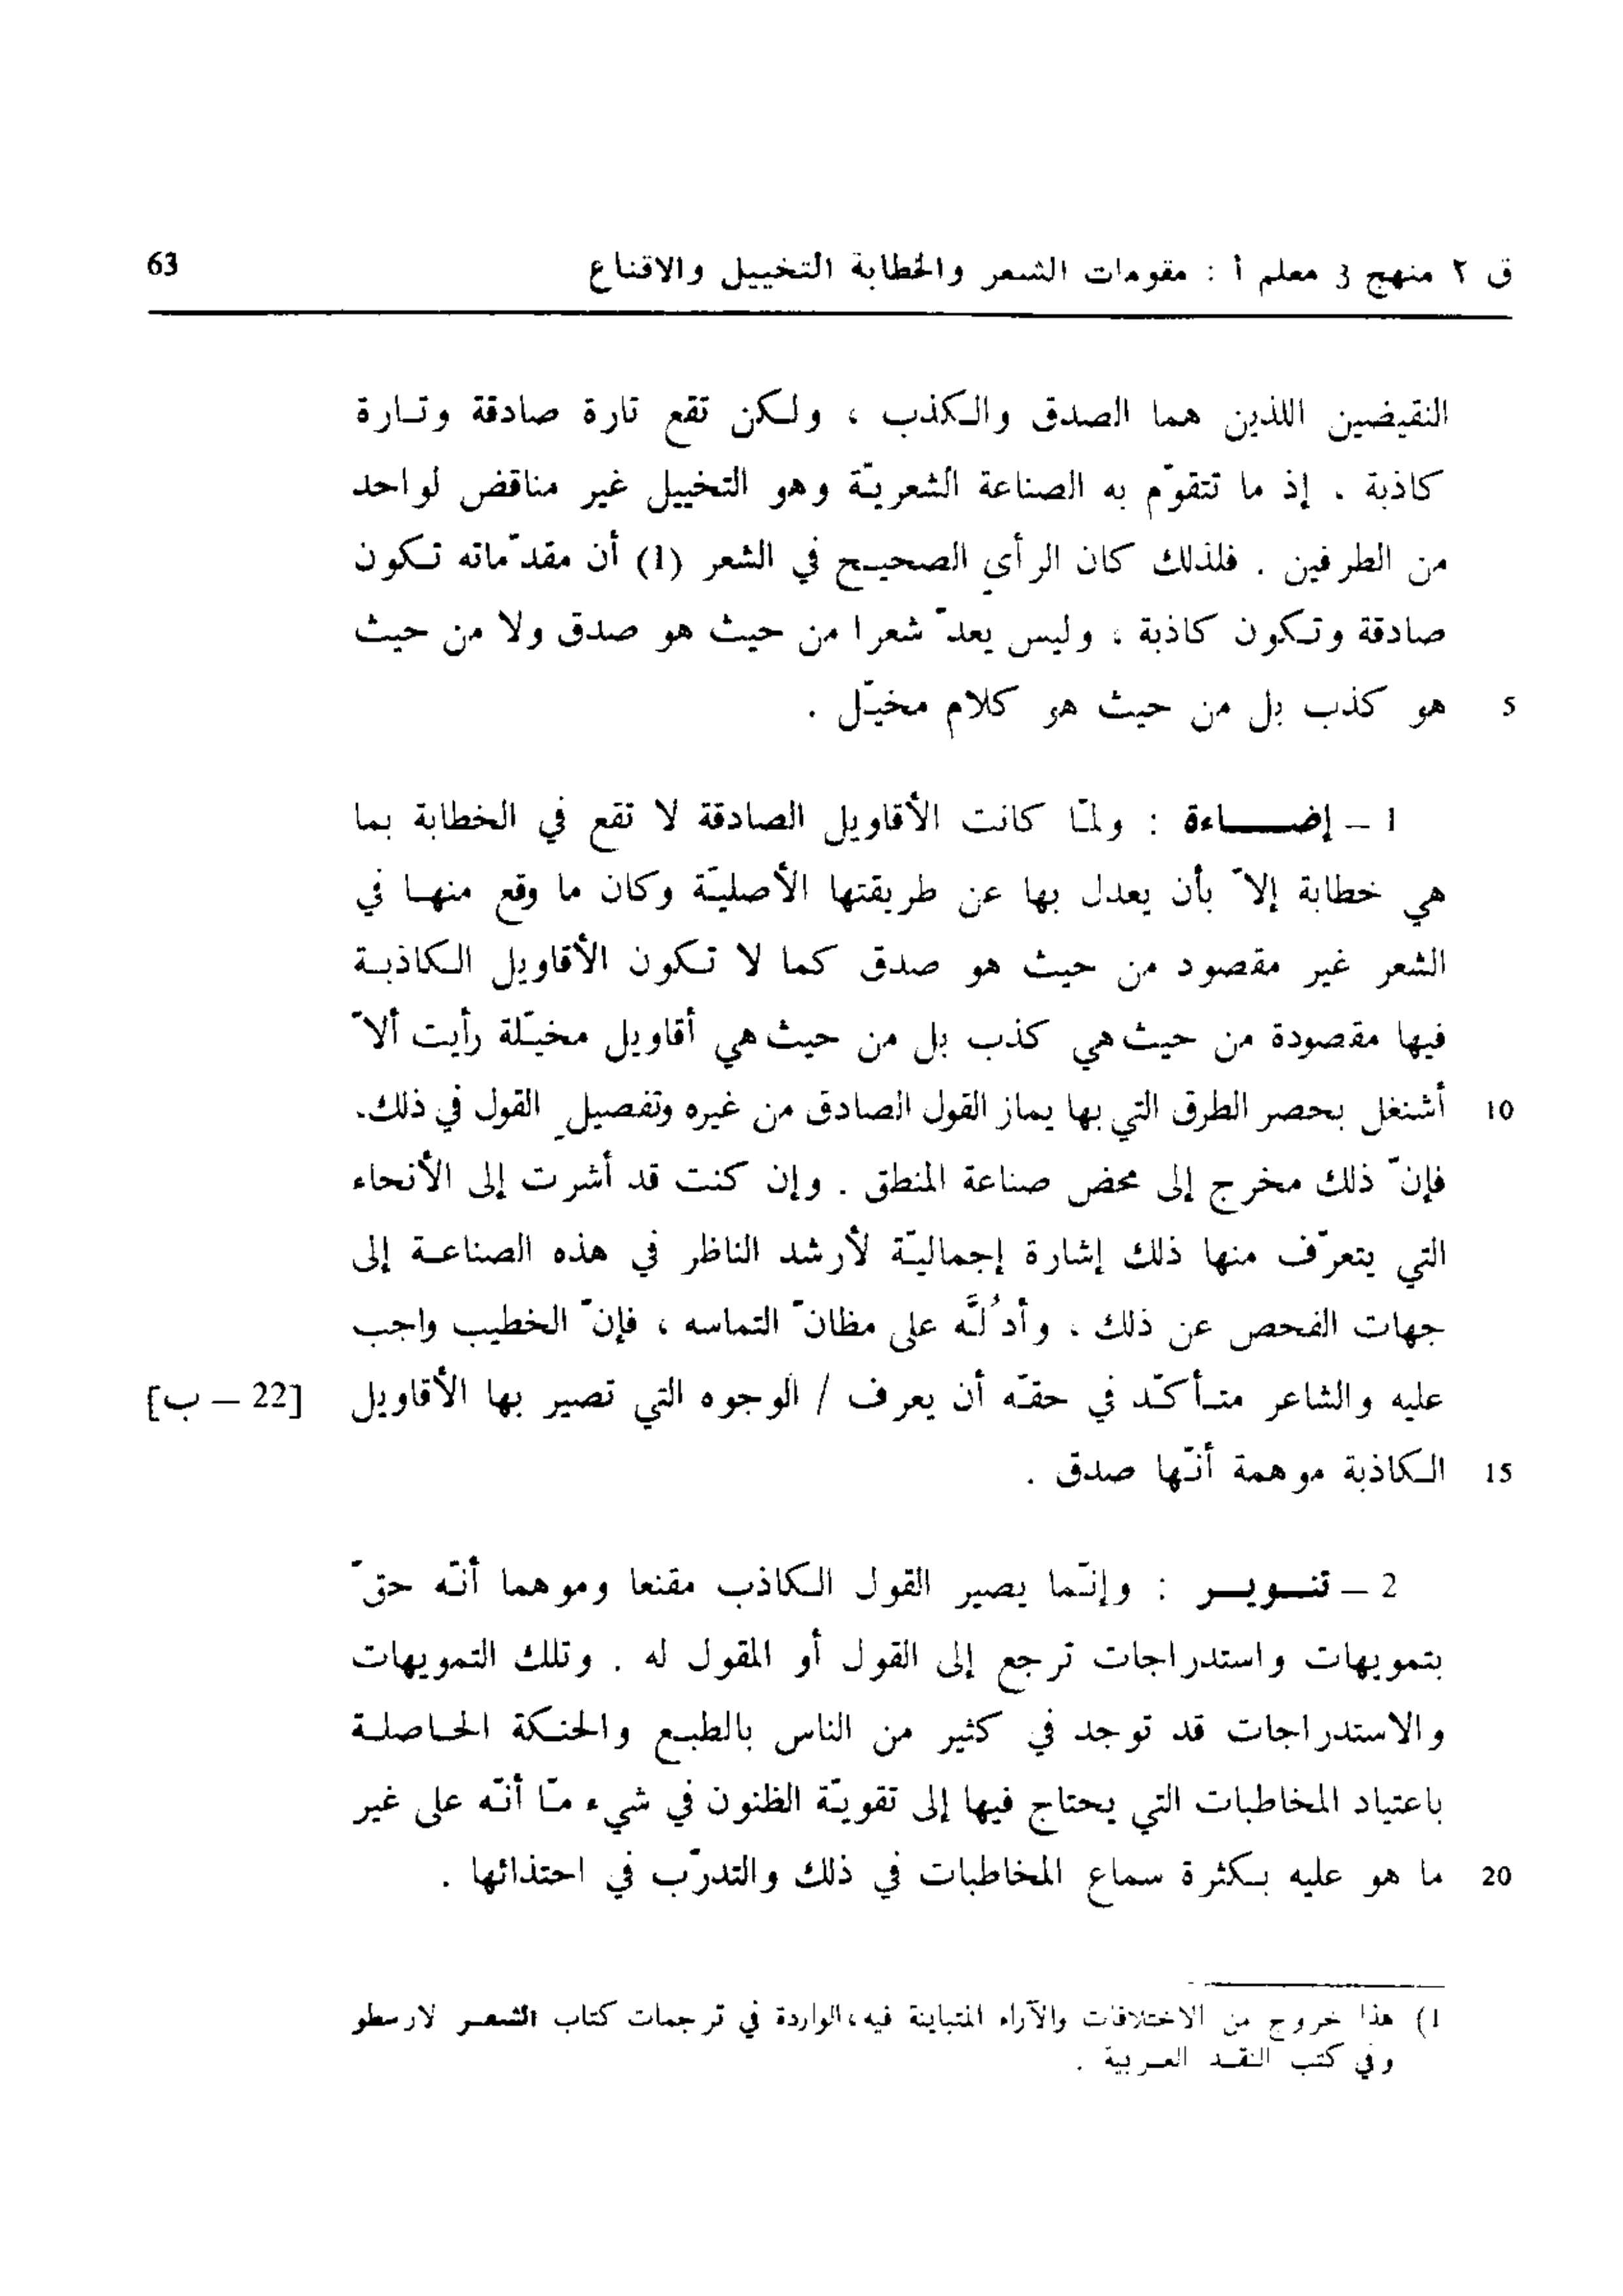 ق ٢ منهج 3 معلم أ : مقومات الشعر والخطابة التخييل والاقناع 63
النقيضين اللذين هما الصدق والكذب ، ولكن تقع تارة صادقة وتارة
كاذبة . إذ ما تتقوّم به الصناعة الشعريّة وهو التخييل غير مناقض لواحد
من الطرفين . فلذلك كان الرأي الصحيح في الشعر (1) أن مقدّماته تكون
صادقة وتكون كاذبة ، وليس يعدّ شعرا من حيث هو صدق ولا من حيث
5 هو كذب بل من حيث هو كلام مخيّل .
1 – إضاءة : ولمّا كانت الأقاويل الصادقة لا تقع في الخطابة بما
هي خطابة إلاّ بأن يعدل بها عن طريقتها الأصليّة وكان ما وقع منها في
الشعر غير مقصود من حيث هو صدق كما لا تكون الأقاويل الكاذبة
فيها مقصودة من حيث هي كذب بل من حيث هي أقاويل مخيّلة رأيت ألاّ
10 أشتغل بحصر الطرق التي بها يماز القول الصادق من غيره وتفصيلِ القول في ذلك.
فإنّ ذلك مخرج إلى محض صناعة المنطق . وإن كنت قد أشرت إلى الأنحاء
التي يتعرّف منها ذلك إشارة إجماليّة لأرشد الناظر في هذه الصناعة إلى
جهات الفحص عن ذلك . وأدُلَّه على مظانّ التماسه ، فإنّ الخطيب واجب
عليه والشاعر متأكّد في حقّه أن يعرف / الوجوه التي تصير بها الأقاويل [22 – ب]
15 الكاذبة موهمة أنّها صدق .
2 – تنوير : وإنّما يصير القول الكاذب مقنعا وموهما أنّه حقّ
بتمويهات واستدراجات ترجع إلى القول أو المقول له . وتلك التمويهات
والاستدراجات قد توجد في كثير من الناس بالطبع والحنكة الحاصلة
باعتياد المخاطبات التي يحتاج فيها إلى تقويّة الظنون في شيء مّا أنّه على غير
20 ما هو عليه بكثرة سماع المخاطبات في ذلك والتدرّب في احتذائها .
1) هذا خروج من الاختلافات والآراء المتباينة فيه ، الواردة في ترجمات كتاب الشعر لارسطو
وفي كتب النقد العربية .